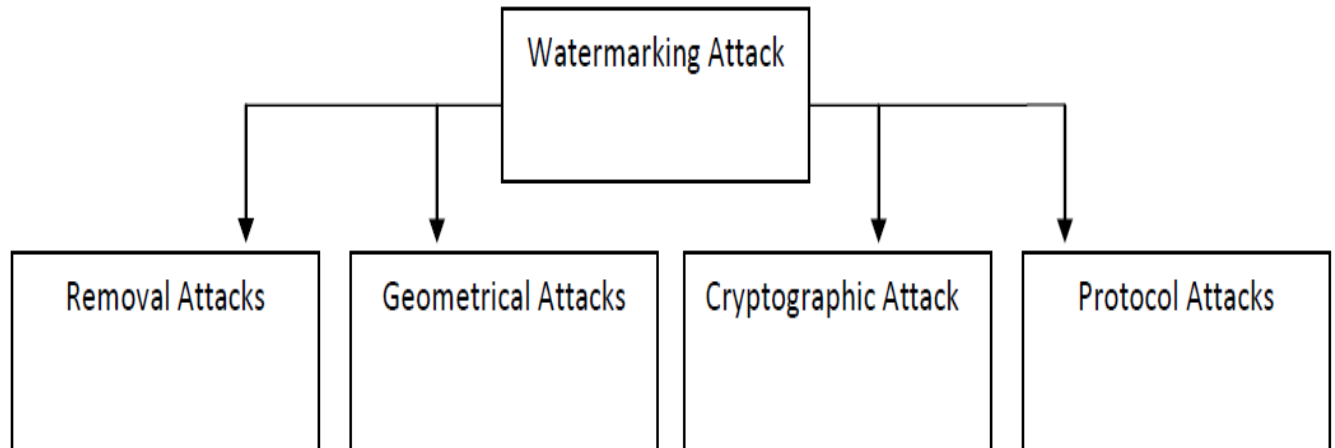 Watermarking Attack
Removal Attacks
Geometrical Attacks
Cryptographic Attack
Protocol Attacks